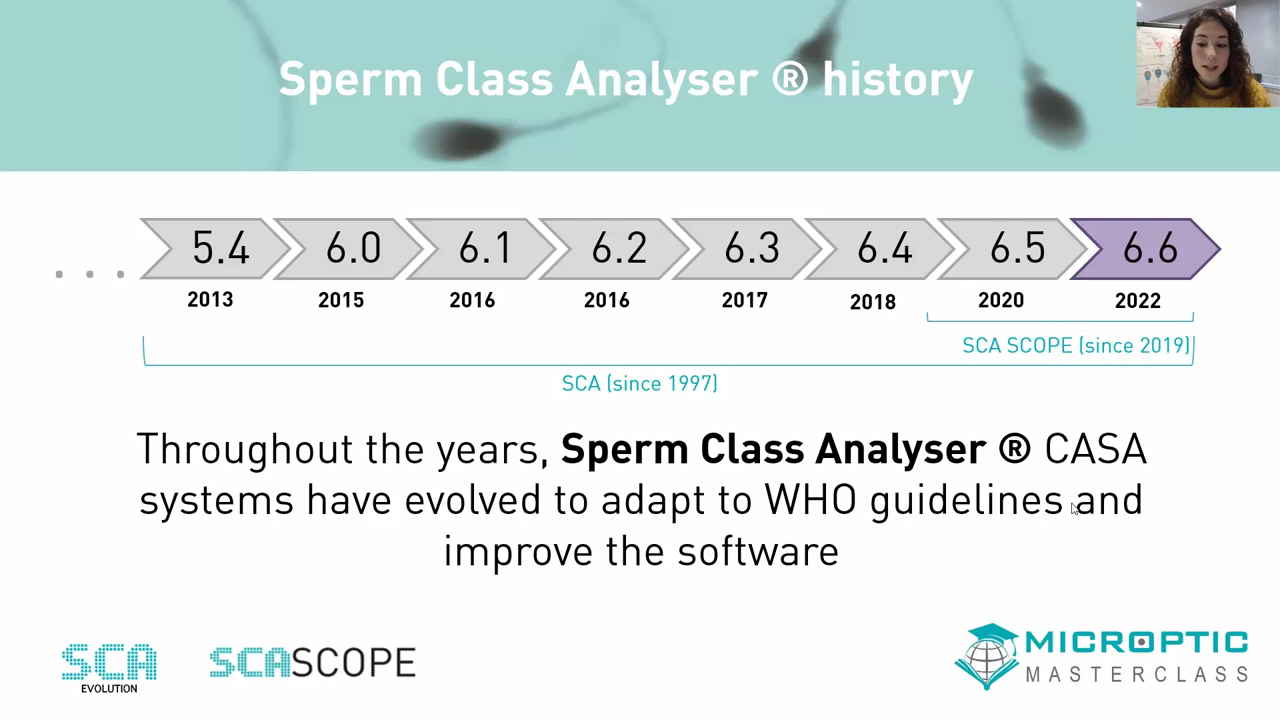 Sperm Class Analyser ® history
5.4 6.0 6.1 6.2 6.3 6.4 6.5 6.6
2013 2015 2016 2016 2017 2018 2020 2022
SCA SCOPE (since 2019)
SCA (since 1997)
Throughout the years, Sperm Class Analyser ® CASA
systems have evolved to adapt to WHO guidelines and
improve the software
SCA
EVOLUTION
SCASCOPE
MICROPTIC
MASTERCLASS